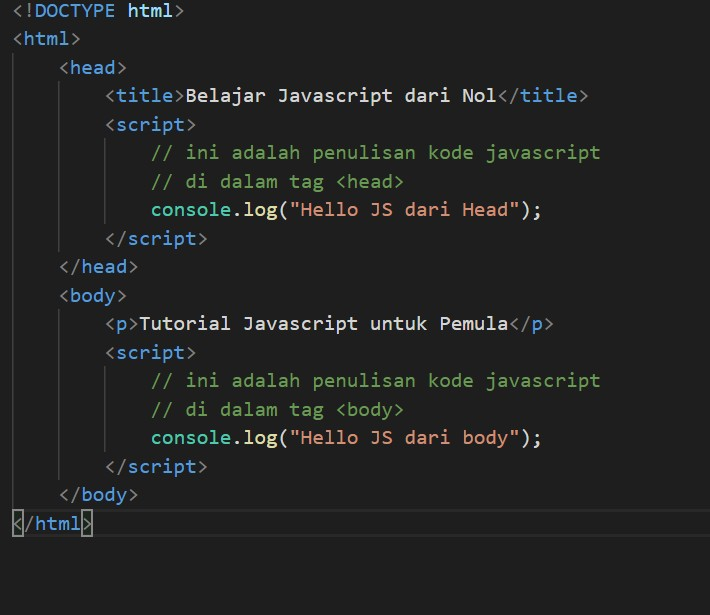 <!DOCTYPE html>
<html>
    <head>
        <title>Belajar Javascript dari Nol</title>
        <script>
            // ini adalah penulisan kode javascript
            // di dalam tag <head>
            console.log("Hello JS dari Head");
        </script>
    </head>
    <body>
        <p>Tutorial Javascript untuk Pemula</p>
        <script>
            // ini adalah penulisan kode javascript
            // di dalam tag <body>
            console.log("Hello JS dari body");
        </script>
    </body>
</html>